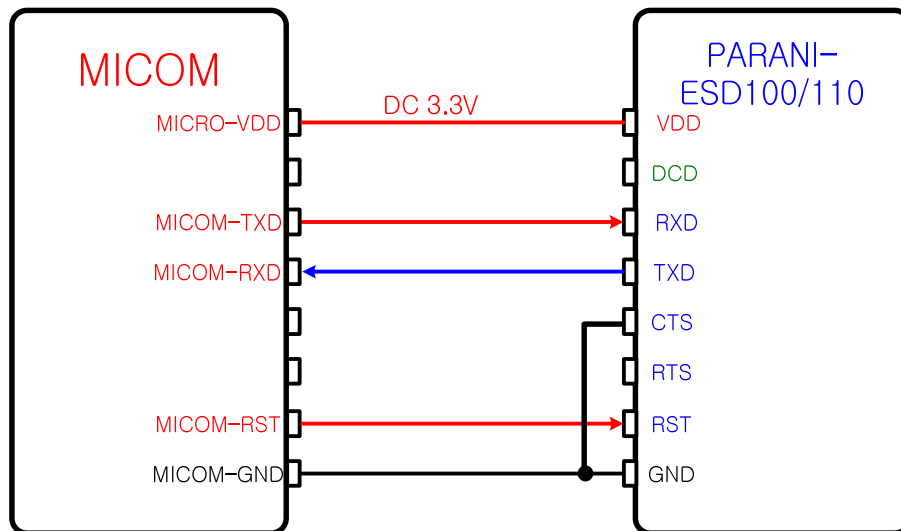 MICOM
PARANI-
ESD100/110
DC 3.3V
MICRO-VDD
VDD
DCD
MICOM-TXD
RXD
MICOM-RXD
TXD
CTS
RTS
MICOM-RST
RST
MICOM-GND
GND